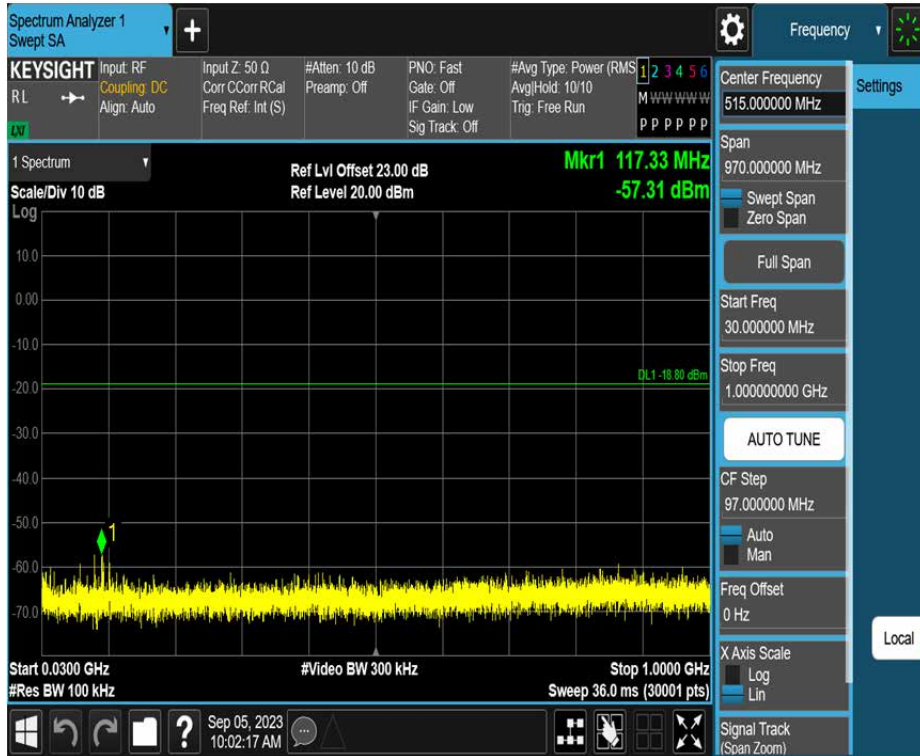 Spectrum Analyzer 1
Swept SA
+
Frequency
KEYSIGHT
R L
LXI
Input: RF
Coupling: DC
Align: Auto
Input Z: 50 Ω
Corr CCorr RCal
Freq Ref: Int (S)
#Atten: 10 dB
Preamp: Off
PNO: Fast
Gate: Off
IF Gain: Low
Sig Track: Off
#Avg Type: Power (RMS
Avg|Hold: 10/10
Trig: Free Run
1 2 3 4 5 6
M W W W W W
P P P P P P
1 Spectrum
Scale/Div 10 dB
Log
Ref Lvl Offset 23.00 dB
Ref Level 20.00 dBm
Mkr1 117.33 MHz
-57.31 dBm
10.0
0.00
-10.0
-20.0
-30.0
-40.0
-50.0
-60.0
-70.0
DL1 -18.80 dBm
1
Start 0.0300 GHz
#Res BW 100 kHz
#Video BW 300 kHz
Stop 1.0000 GHz
Sweep 36.0 ms (30001 pts)
?
Sep 05, 2023
10:02:17 AM
Center Frequency
515.000000 MHz
Span
970.000000 MHz
Swept Span
Zero Span
Full Span
Start Freq
30.000000 MHz
Stop Freq
1.000000000 GHz
AUTO TUNE
CF Step
97.000000 MHz
Auto
Man
Freq Offset
0 Hz
X Axis Scale
Log
Lin
Signal Track
(Span Zoom)
Settings
Local